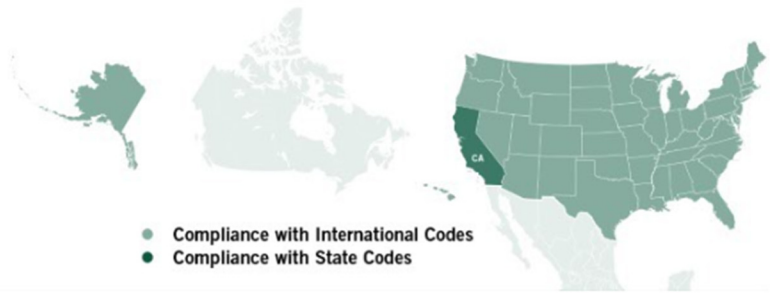 CA
Compliance with International Codes
Compliance with State Codes